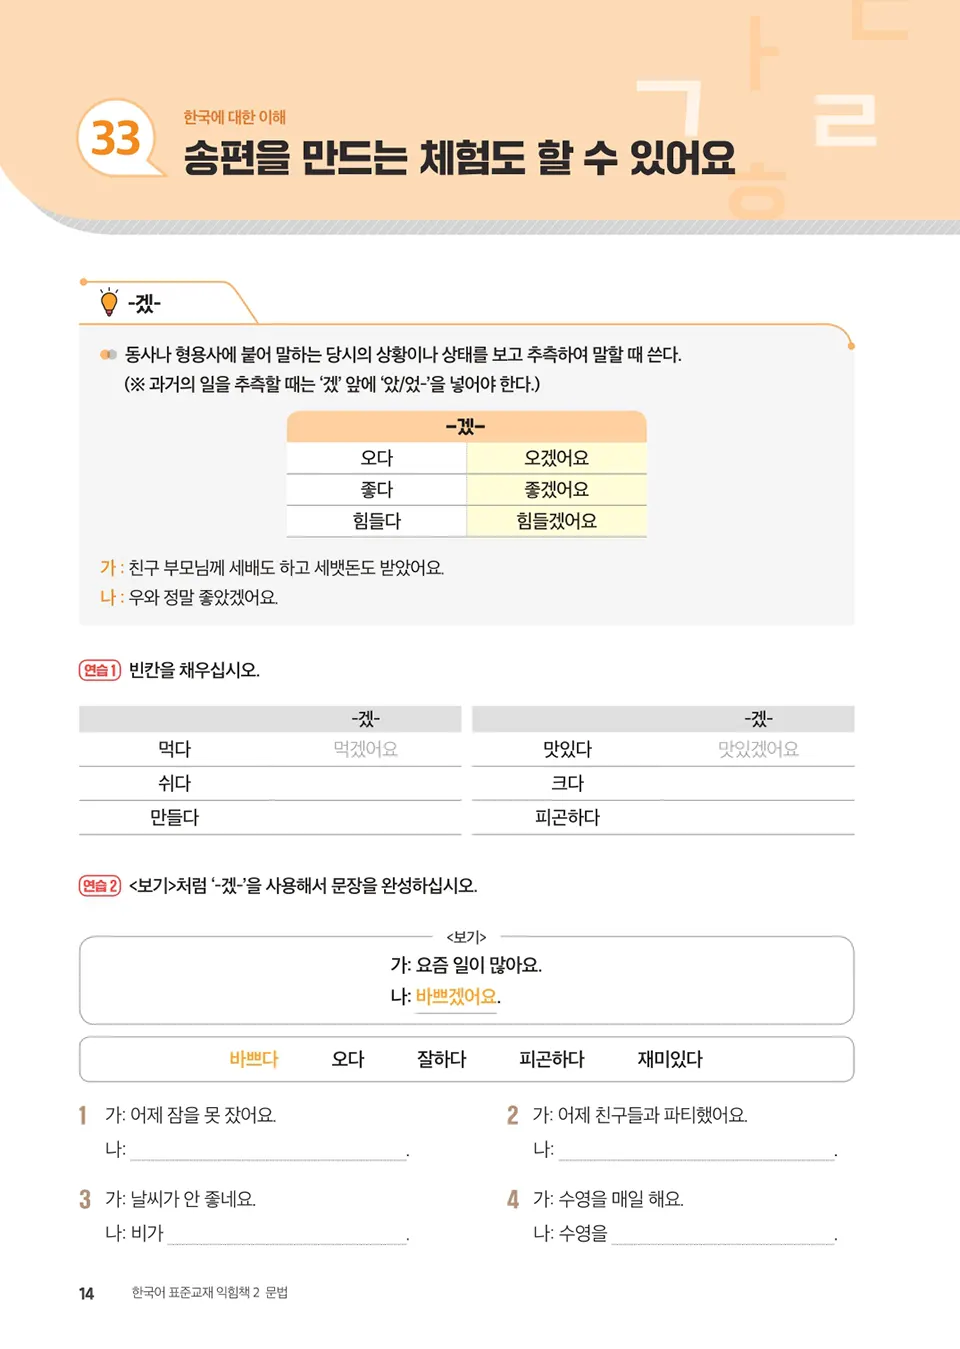 33
한국에 대한 이해
송편을 만드는 체험도 할 수 있어요
ㄱ ㅏ ㄷ ㄹ ㅎ
-겠-
동사나 형용사에 붙어 말하는 당시의 상황이나 상태를 보고 추측하여 말할 때 쓴다.
(※ 과거의 일을 추측할 때는 ‘겠’ 앞에 ‘았/었-’을 넣어야 한다.)
-겠-
오다 오겠어요
좋다 좋겠어요
힘들다 힘들겠어요
가 : 친구 부모님께 세배도 하고 세뱃돈도 받았어요.
나 : 우와 정말 좋았겠어요.
연습 1 빈칸을 채우십시오.
-겠- -겠-
먹다 먹겠어요 맛있다 맛있겠어요
쉬다 크다
만들다 피곤하다
연습 2 <보기>처럼 ‘-겠-’을 사용해서 문장을 완성하십시오.
<보기>
가: 요즘 일이 많아요.
나: 바쁘겠어요.
바쁘다 오다 잘하다 피곤하다 재미있다
1 가: 어제 잠을 못 잤어요.
나: .
2 가: 어제 친구들과 파티했어요.
나: .
3 가: 날씨가 안 좋네요.
나: 비가 .
4 가: 수영을 매일 해요.
나: 수영을 .
14 한국어 표준교재 익힘책 2 문법